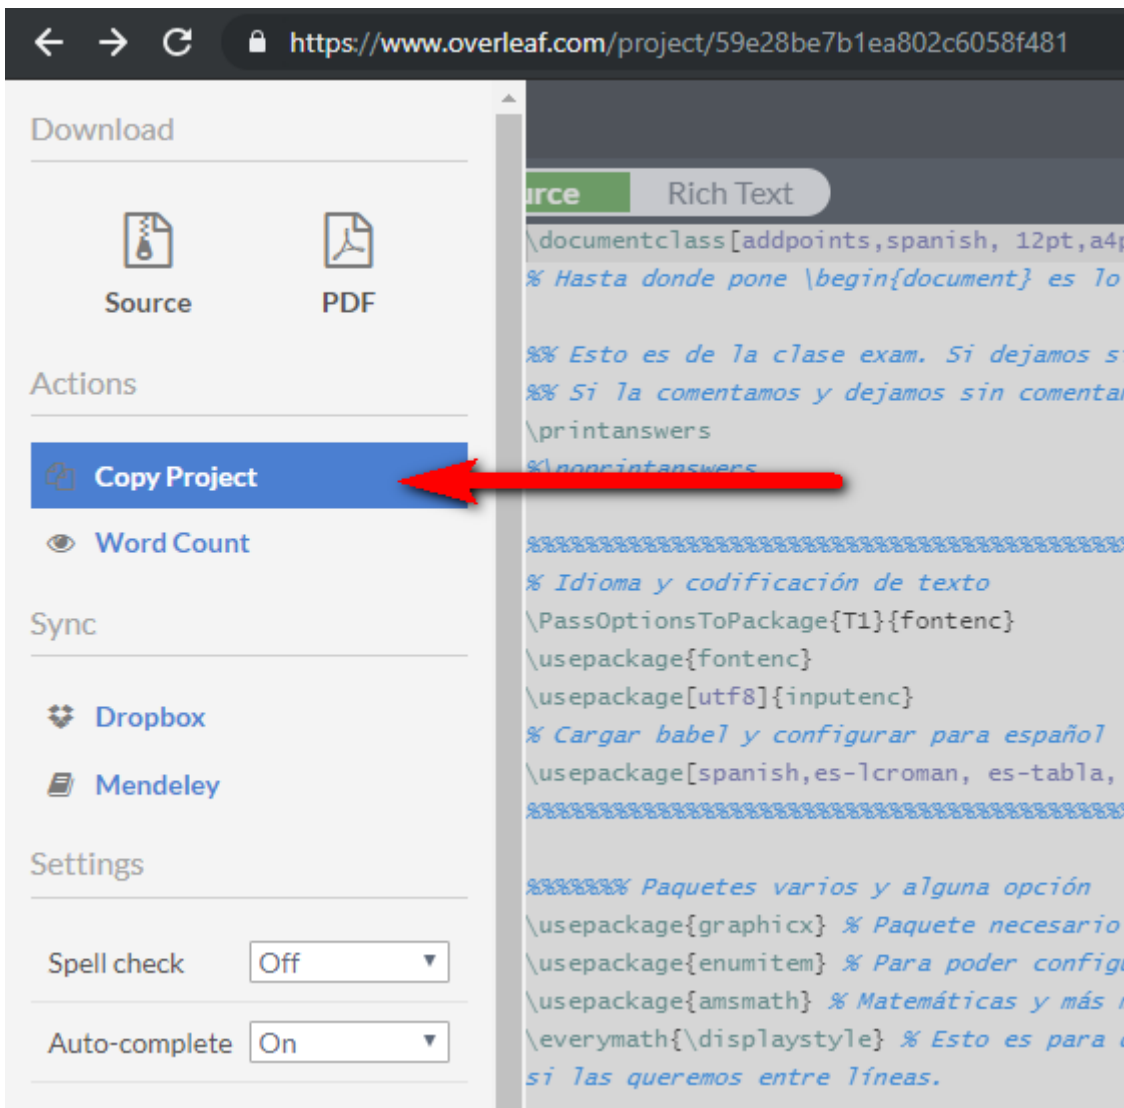 https://www.overleaf.com/project/59e28be7b1ea802c6058f481
Download
Source
PDF
Actions
Copy Project
Word Count
Sync
Dropbox
Mendeley
Settings
Spell check
Off
Auto-complete
On
Rich Text
\documentclass[addpoints,spanish, 12pt,
% Hasta donde pone \begin{document} es lo
%% Esto es de la clase exam. Si dejamos
%% Si la comentamos y dejamos sin
\printanswers
%\noprintanswers
% Idioma y codificación de texto
\PassOptionsToPackage{T1}{fontenc}
\usepackage{fontenc}
\usepackage[utf8]{inputenc}
% Cargar babel y configurar para español
\usepackage[spanish,es-lcroman, es-tabla,
%%%%%%%% Paquetes varios y alguna opción
\usepackage{graphicx} % Paquete necesario
\usepackage{enumitem} % Para poder
\usepackage{amsmath} % Matemáticas y más
\everymath{\displaystyle} % Esto es para
si las queremos entre líneas.